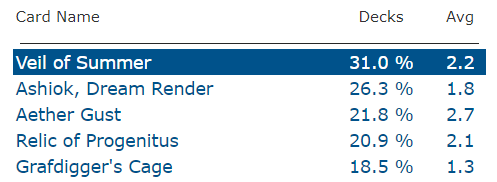 Card Name Decks Avg
Veil of Summer 31.0 % 2.2
Ashiok, Dream Render 26.3 % 1.8
Aether Gust 21.8 % 2.7
Relic of Progenitus 20.9 % 2.1
Grafdigger's Cage 18.5 % 1.3